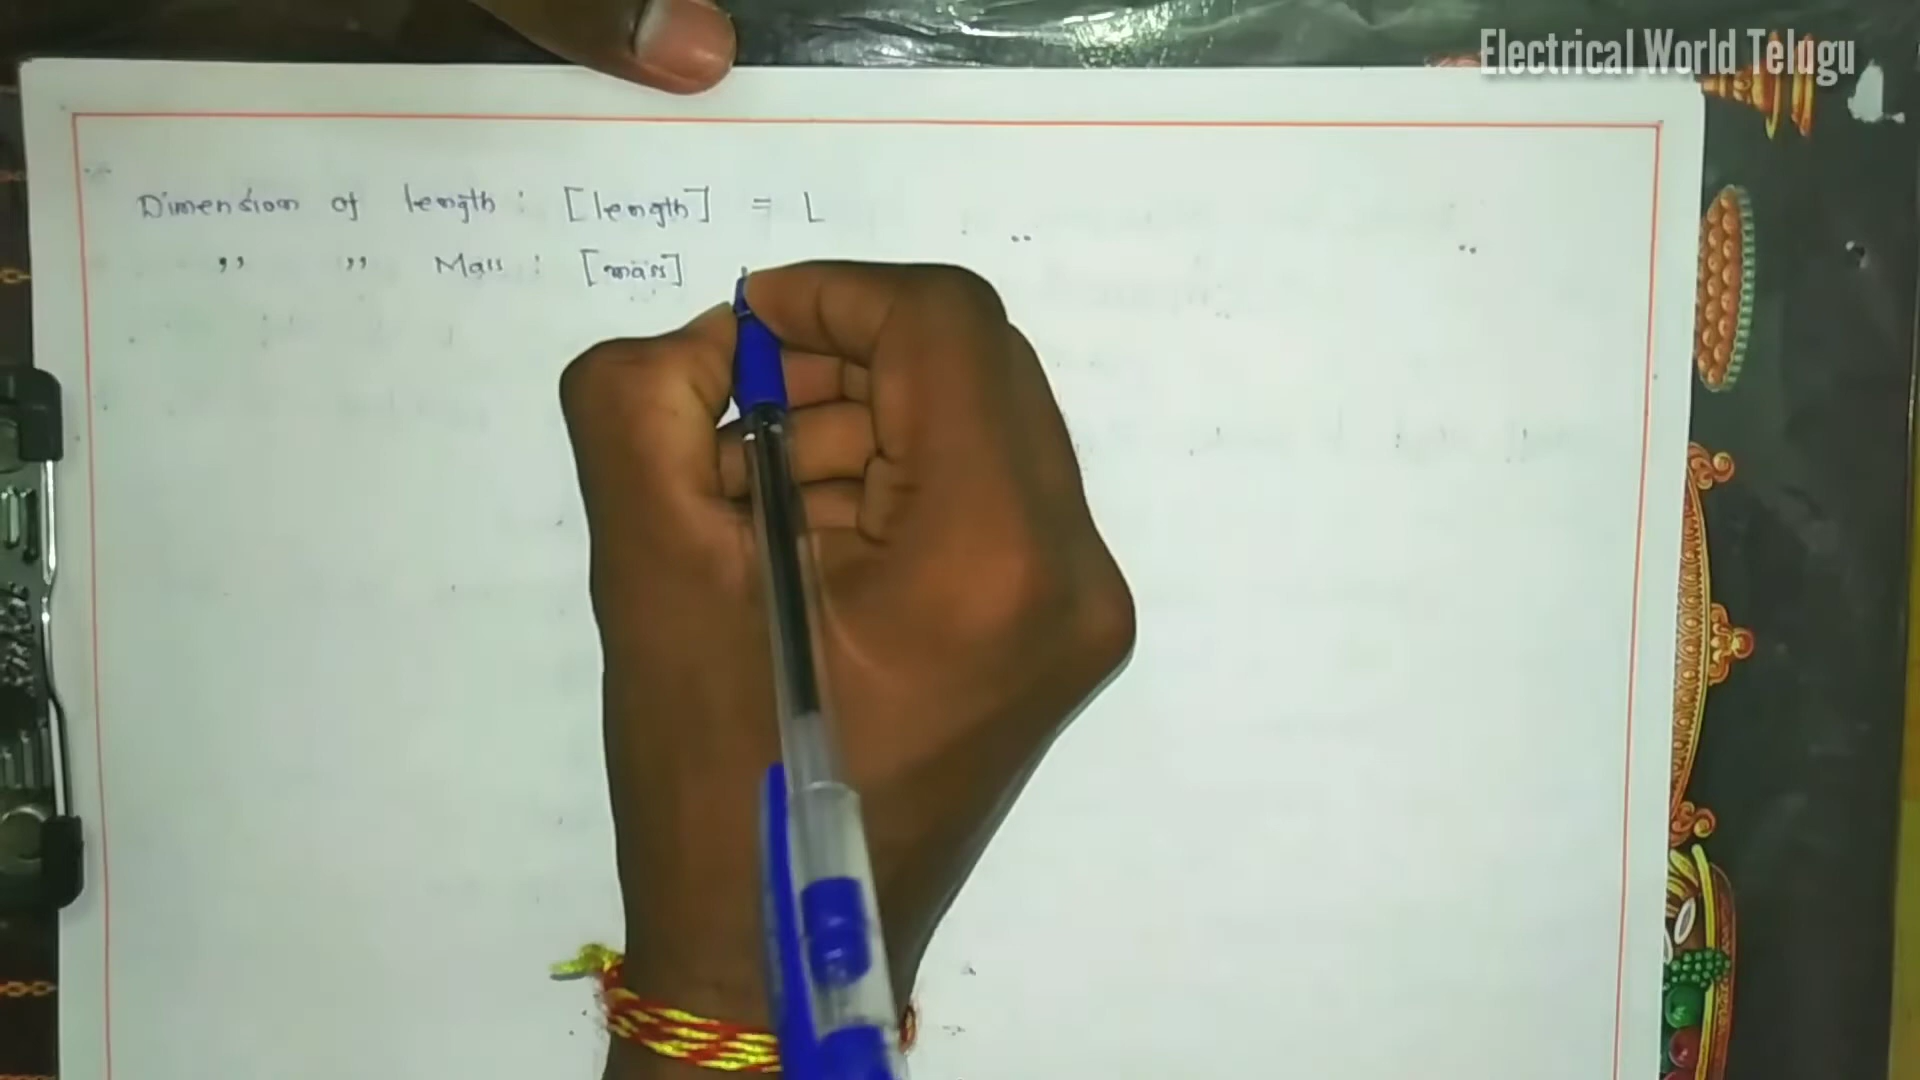 Electrical World Telugu
Dimension of length : [length] = L
,, ,, Mass : [mass]